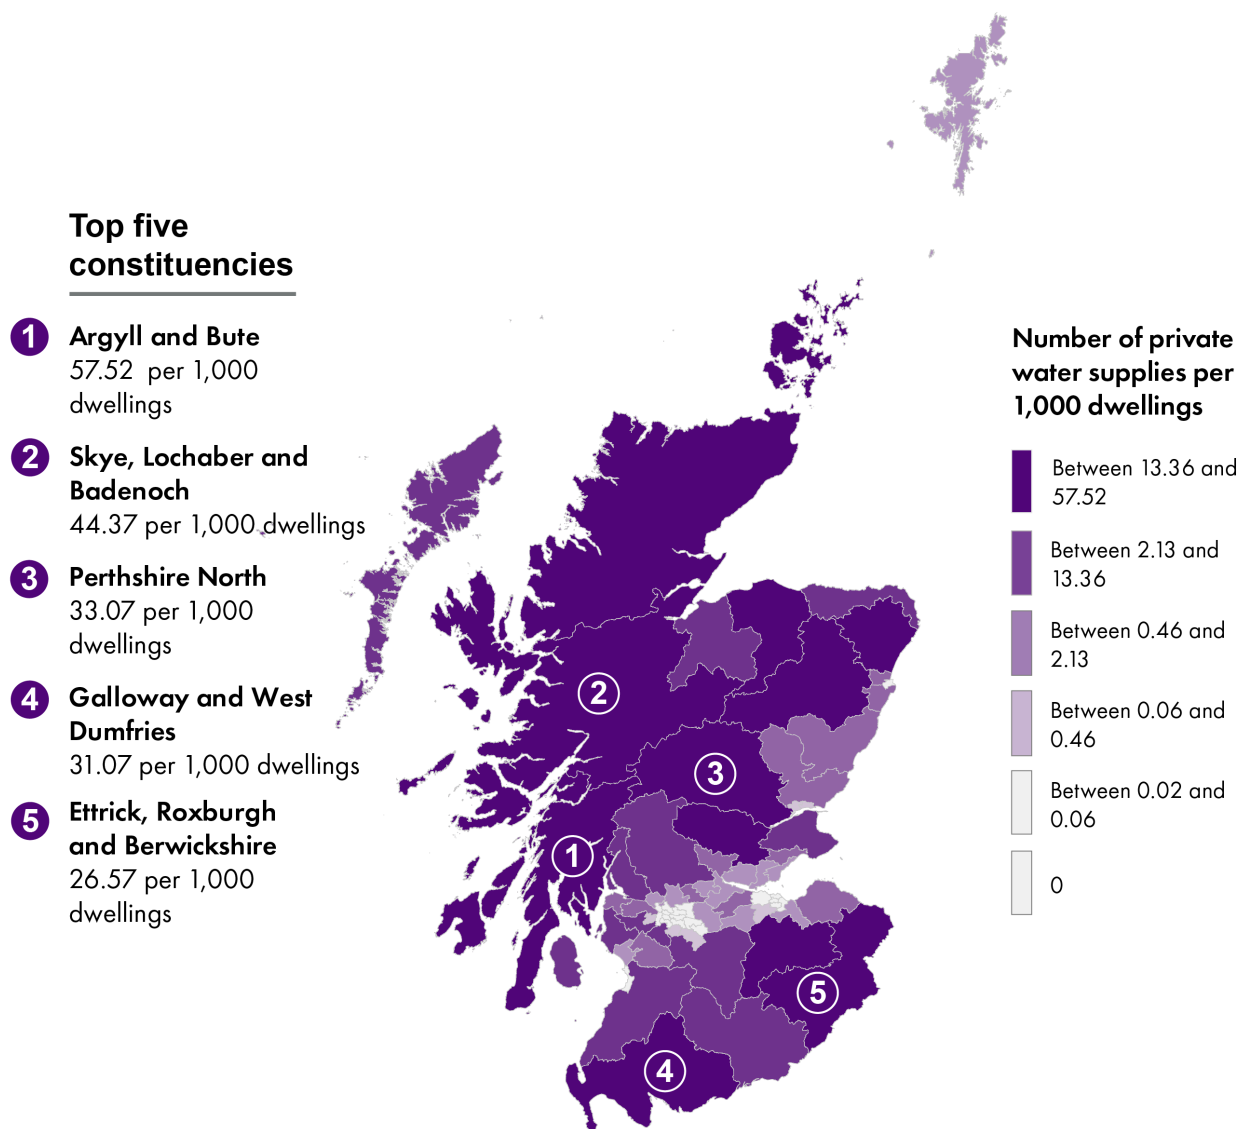 Top five
constituencies
1
Argyll and Bute
57.52 per 1,000
dwellings
2
Skye, Lochaber and
Badenoch
44.37 per 1,000 dwellings
3
Perthshire North
33.07 per 1,000
dwellings
4
Galloway and West
Dumfries
31.07 per 1,000 dwellings
5
Ettrick, Roxburgh
and Berwickshire
26.57 per 1,000
dwellings
2
3
1
5
4
Number of private
water supplies per
1,000 dwellings
Between 13.36 and
57.52
Between 2.13 and
13.36
Between 0.46 and
2.13
Between 0.06 and
0.46
Between 0.02 and
0.06
0